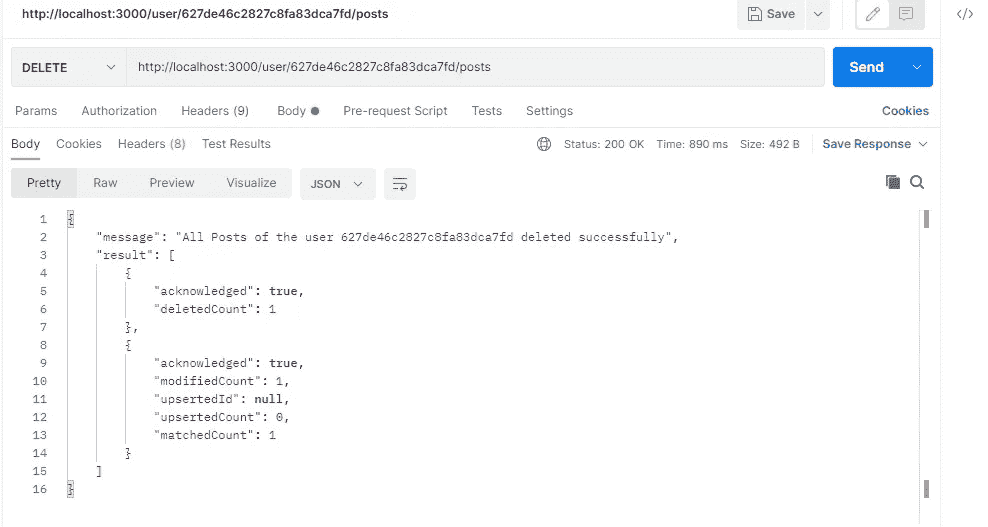 http://localhost:3000/user/627de46c2827c8fa83dca7fd/posts
Save
</>
DELETE http://localhost:3000/user/627de46c2827c8fa83dca7fd/posts Send
Params Authorization Headers (9) Body Pre-request Script Tests Settings Cookies
Body Cookies Headers (8) Test Results Status: 200 OK Time: 890 ms Size: 492 B Save Response
Pretty Raw Preview Visualize JSON
1 {
2 "message": "All Posts of the user 627de46c2827c8fa83dca7fd deleted successfully",
3 "result": [
4 {
5 "acknowledged": true,
6 "deletedCount": 1
7 },
8 {
9 "acknowledged": true,
10 "modifiedCount": 1,
11 "upsertedId": null,
12 "upsertedCount": 0,
13 "matchedCount": 1
14 }
15 ]
16 }